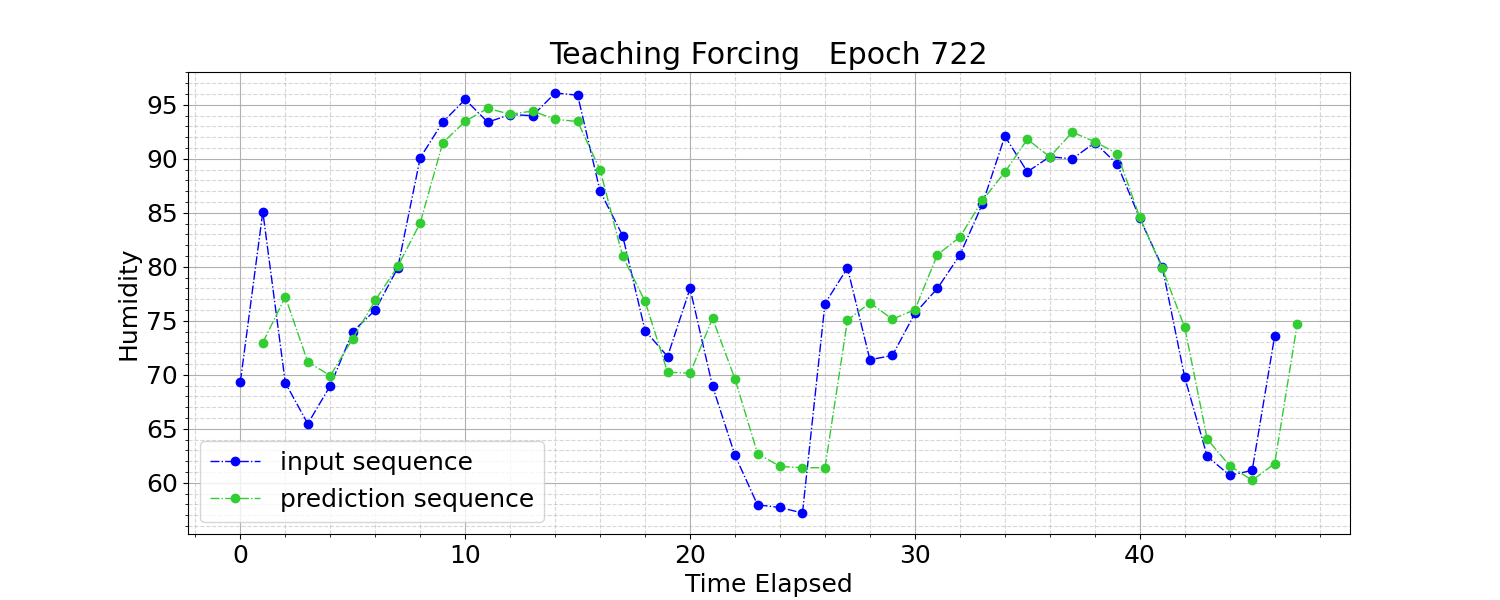 Teaching Forcing   Epoch 722
Humidity
95
90
85
80
75
70
65
60
input sequence
prediction sequence
0 10 20 30 40
Time Elapsed